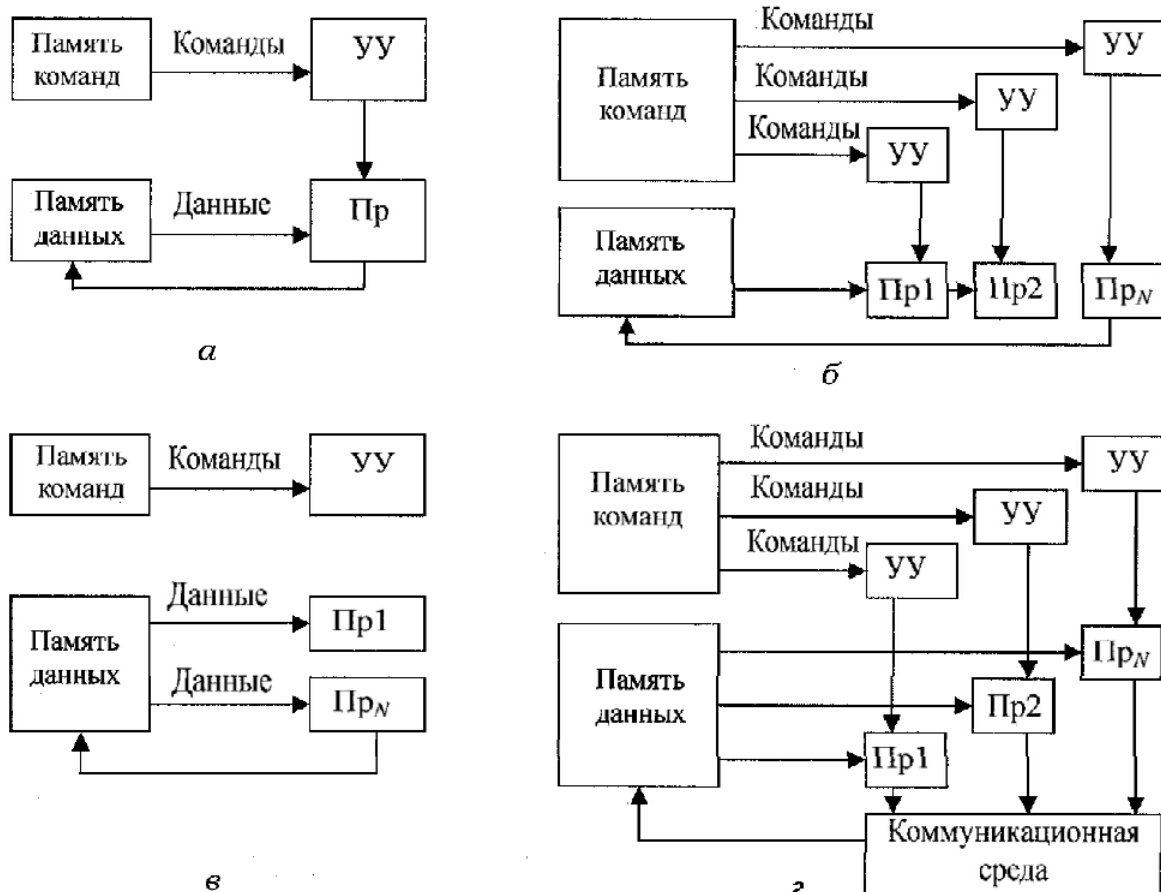 Память
команд
Команды
УУ
Память
данных
Данные
Пр
а
Команды
Команды
Команды
Память
команд
УУ
УУ
УУ
Память
данных
Пр1
Пр2
ПрN
б
Память
команд
Команды
УУ
Память
данных
Данные
Данные
Пр1
ПрN
в
Команды
Команды
Команды
Память
команд
УУ
УУ
УУ
Память
данных
ПрN
Пр2
Пр1
Коммуникационная
среда
г